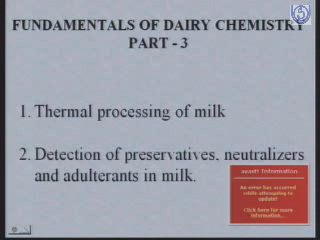 FUNDAMENTALS OF DAIRY CHEMISTRY
PART - 3
1. Thermal processing of milk
2. Detection of preservatives, neutralizers
and adulterants in milk.
avast! Information
An error has occurred
while attempting to
update!
Click here for more
information...